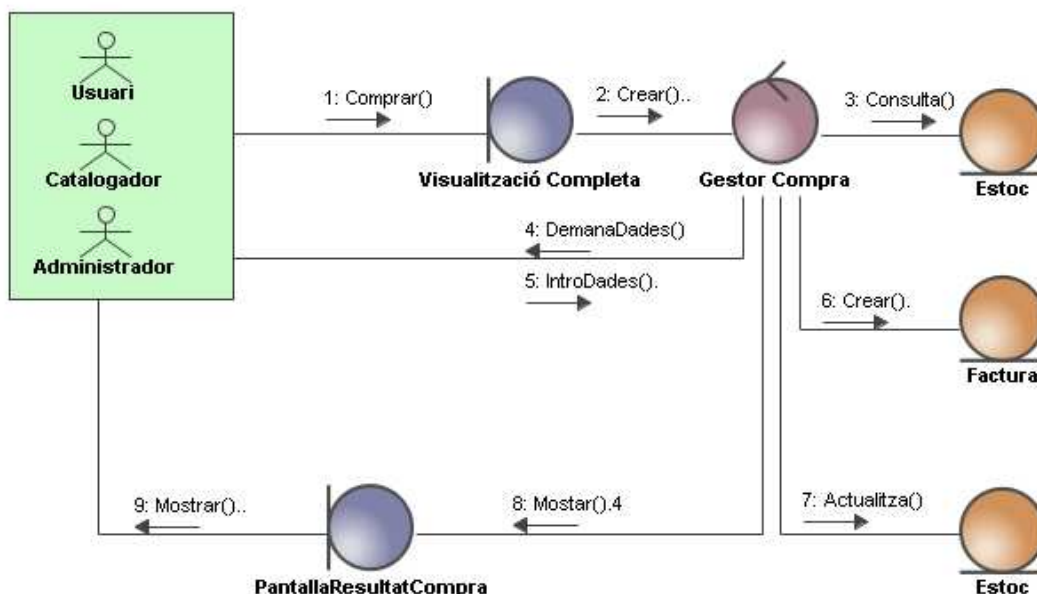 Usuari
Catalogador
Administrador
1: Comprar()
Visualització Completa
2: Crear()..
Gestor Compra
3: Consulta()
Estoc
4: DemanaDades()
5: IntroDades().
6: Crear().
Factura
7: Actualitza()
Estoc
8: Mostar().4
PantallaResultatCompra
9: Mostrar()..